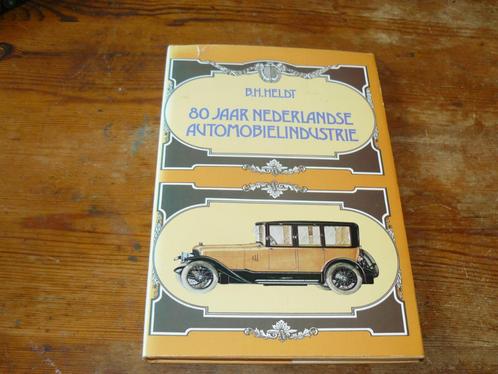 B.H. HELDT
80 JAAR NEDERLANDSE
AUTOMOBIELINDUSTRIE